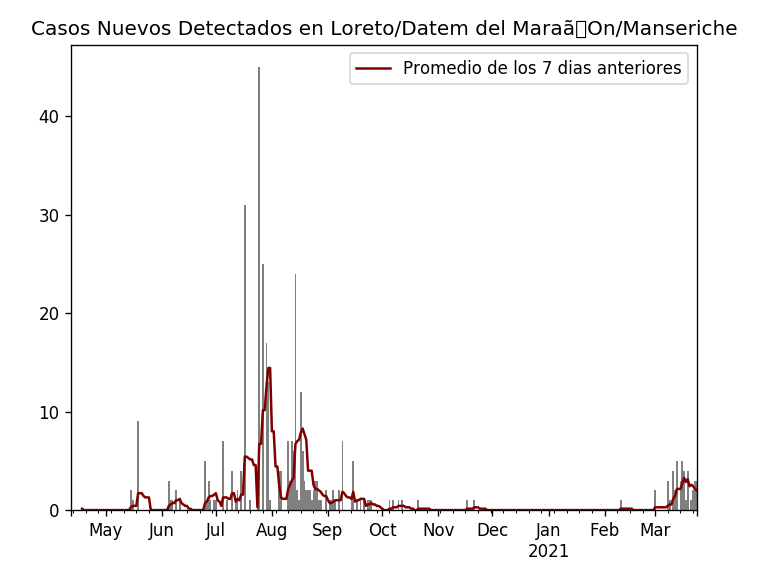 Casos Nuevos Detectados en Loreto/Datem del Maraã▯On/Manseriche
Promedio de los 7 dias anteriores
40
30
20
10
0
May Jun Jul Aug Sep Oct Nov Dec Jan Feb Mar
2021